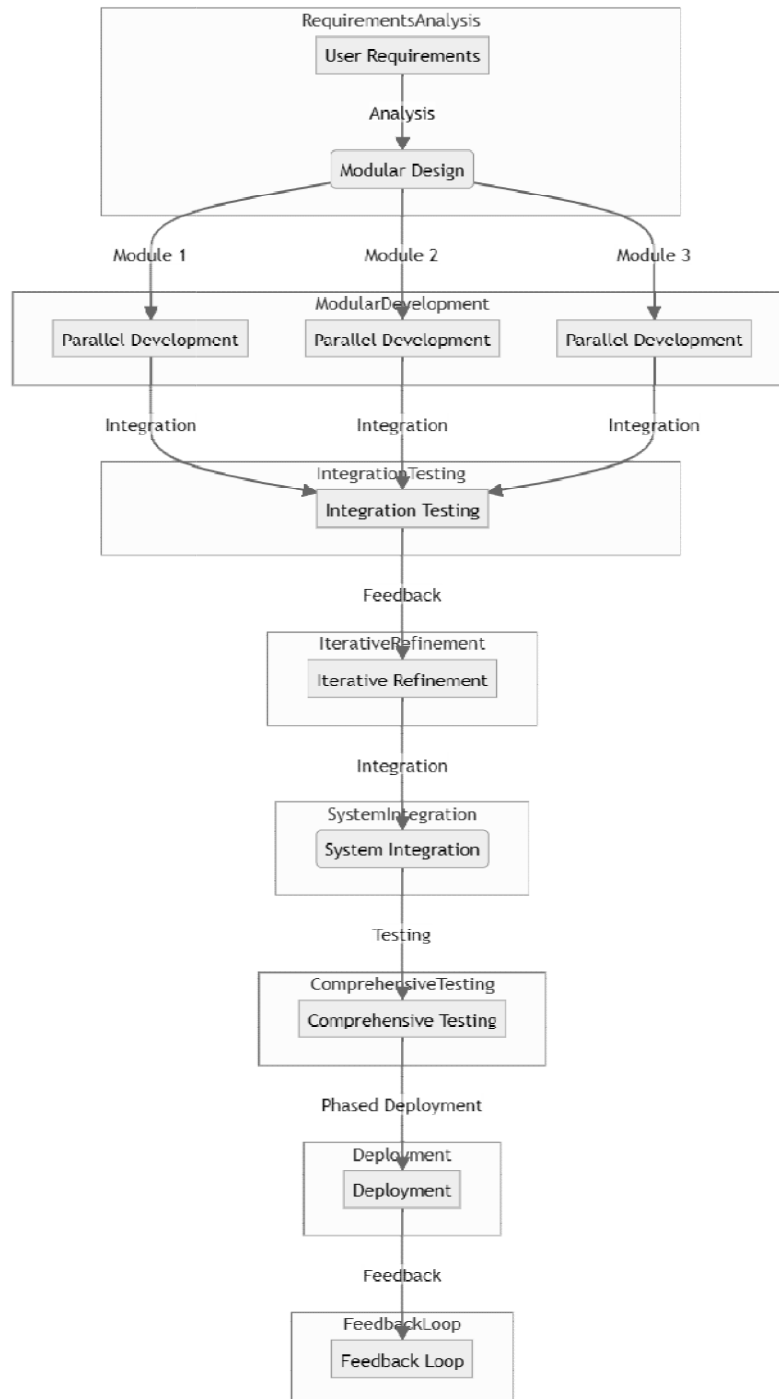 RequirementsAnalysis
User Requirements
Analysis
Modular Design
Module 1
Module 2
Module 3
ModularDevelopment
Parallel Development
Parallel Development
Parallel Development
Integration
Integration
Integration
IntegrationTesting
Integration Testing
Feedback
IterativeRefinement
Iterative Refinement
Integration
SystemIntegration
System Integration
Testing
ComprehensiveTesting
Comprehensive Testing
Phased Deployment
Deployment
Deployment
Feedback
FeedbackLoop
Feedback Loop